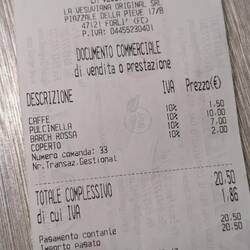 LA VESUVIANA ORIGINAL SRL
PIAZZALE DELLA PIEVE 17/B
47121 FORLI' (FC)
P.IVA: 04455230401
DOCUMENTO COMMERCIALE
di vendita o prestazione
DESCRIZIONE IVA Prezzo(€)
CAFFE 10% 1.50
PULCINELLA 10% 10.00
BARCH ROSSA 10% 7.00
COPERTO 10% 2.00
Numero comanda: 33
Nr.Transaz.Gestional
TOTALE COMPLESSIVO 20,50
di cui IVA 1,86
Pagamento contante 20,50
Importo pagato